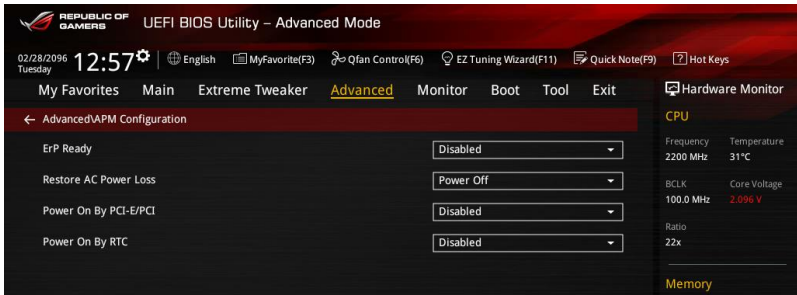 REPUBLIC OF
GAMERS
UEFI BIOS Utility – Advanced Mode
02/28/2096
Tuesday
12:57
English
MyFavorite(F3)
Qfan Control(F6)
EZ Tuning Wizard(F11)
Quick Note(F9)
? Hot Keys
My Favorites Main Extreme Tweaker Advanced Monitor Boot Tool Exit
Hardware Monitor
← Advanced\APM Configuration
ErP Ready Disabled
Restore AC Power Loss Power Off
Power On By PCI-E/PCI Disabled
Power On By RTC Disabled
CPU
Frequency Temperature
2200 MHz 31°C
BCLK Core Voltage
100.0 MHz 2.096 V
Ratio
22x
Memory